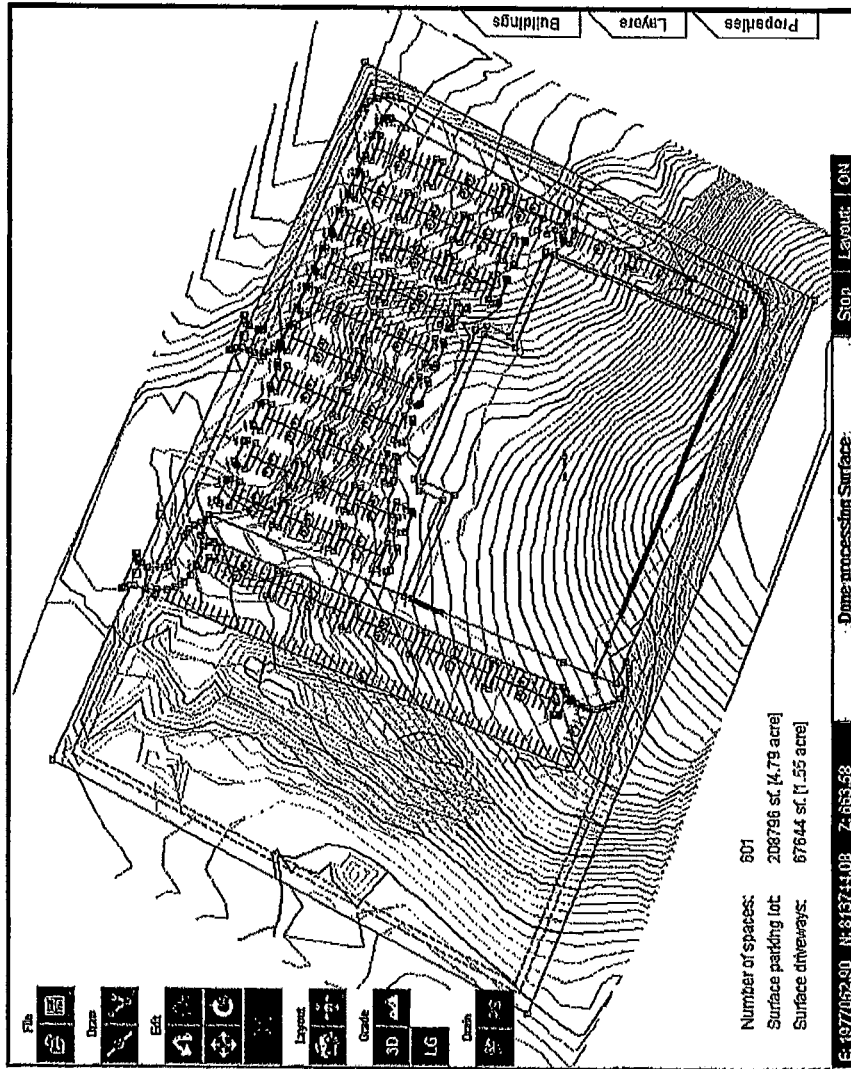 File
Draw
Edit
Layout
Grade
3D
LG
Drain
Buildings
Layers
Properties
Number of spaces: 601
Surface parking lot: 208796 sf. [4.79 acre]
Surface driveways: 67644 sf. [1.55 acre]
Done processing Surface.
Stop
Layout:
ON